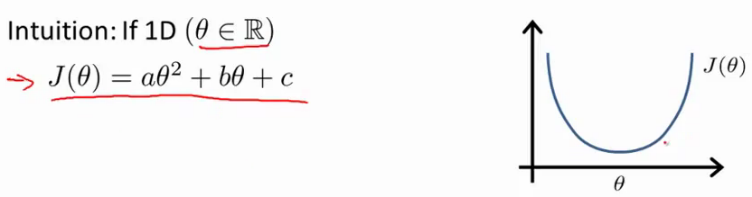 Intuition: If 1D (θ ∈ ℝ)
→ J(θ) = aθ² + bθ + c
J(θ)
θ